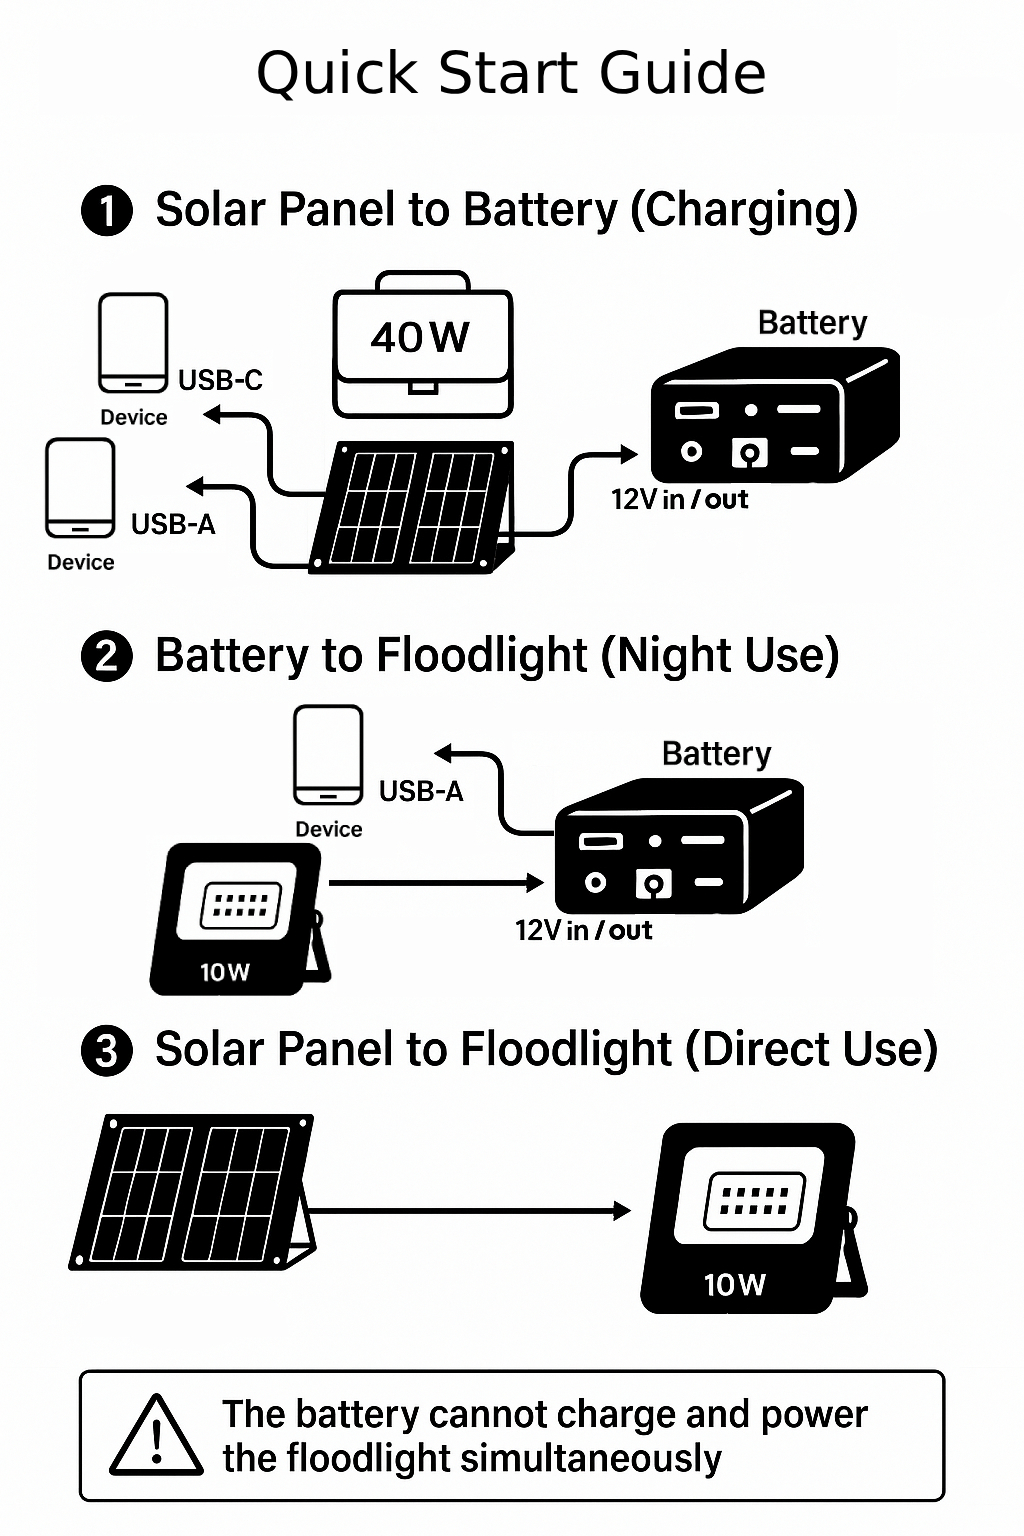 Quick Start Guide
1 Solar Panel to Battery (Charging)
40W
Battery
USB-C
Device
USB-A
12V in / out
Device
2 Battery to Floodlight (Night Use)
Battery
USB-A
Device
12V in / out
10W
3 Solar Panel to Floodlight (Direct Use)
10W
The battery cannot charge and power
the floodlight simultaneously